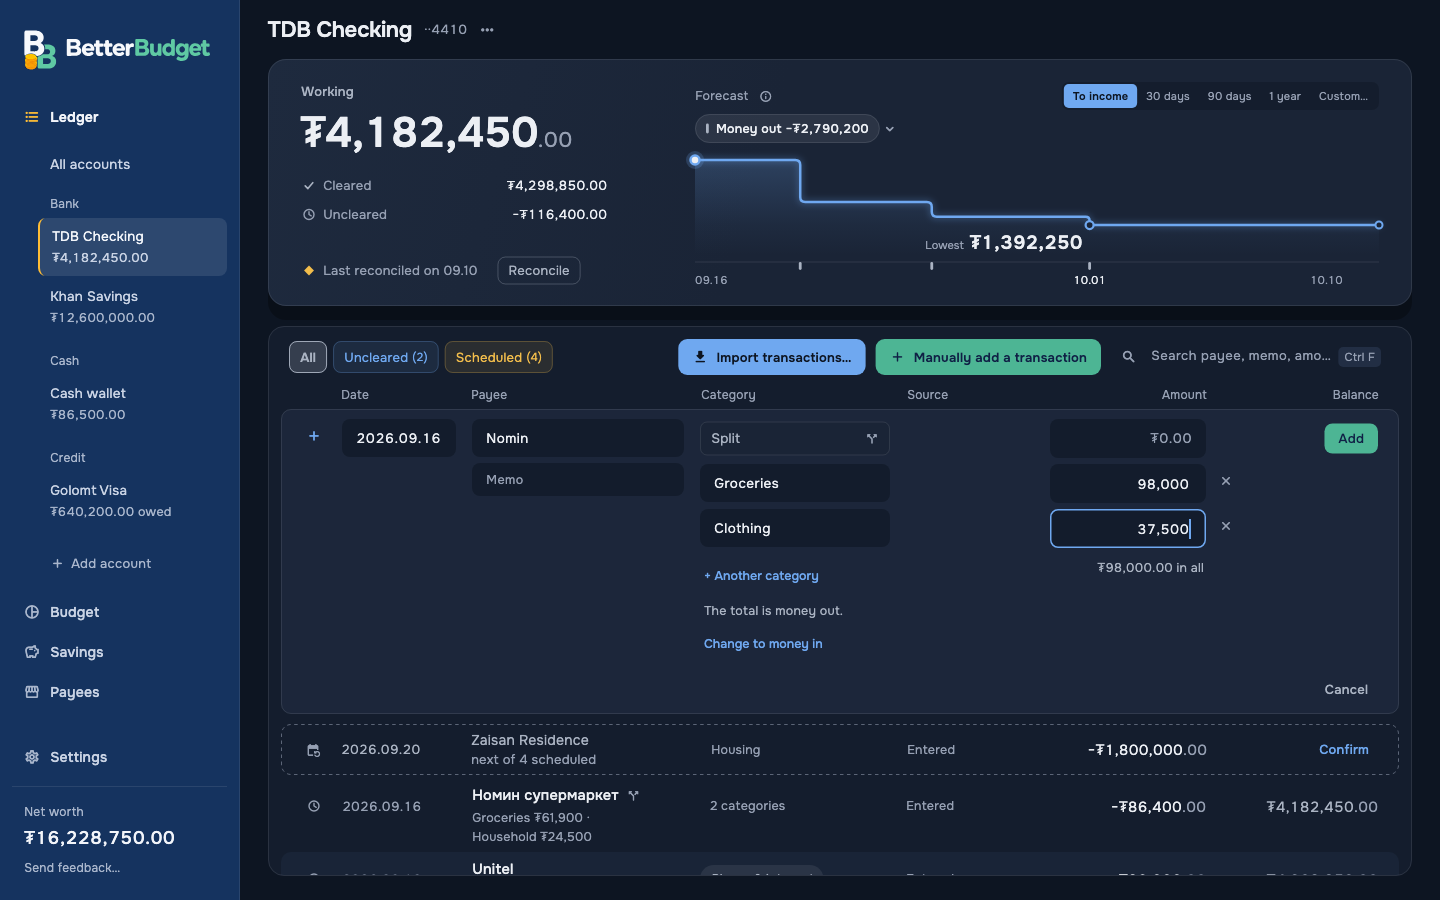 BetterBudget
Ledger
All accounts
Bank
TDB Checking
₮4,182,450.00
Khan Savings
₮12,600,000.00
Cash
Cash wallet
₮86,500.00
Credit
Golomt Visa
₮640,200.00 owed
+ Add account
Budget
Savings
Payees
Settings
Net worth
₮16,228,750.00
Send feedback...
TDB Checking ··4410 •••
Working
₮4,182,450.00
Cleared ₮4,298,850.00
Uncleared -₮116,400.00
Last reconciled on 09.10 Reconcile
Forecast
To income 30 days 90 days 1 year Custom...
Money out -₮2,790,200
Lowest ₮1,392,250
09.16 10.01 10.10
All Uncleared (2) Scheduled (4) Import transactions... + Manually add a transaction Search payee, memo, amo... Ctrl F
Date Payee Category Source Amount Balance
+ 2026.09.16 Nomin Split ₮0.00 Add
Memo Groceries 98,000 ×
Clothing 37,500 ×
+ Another category ₮98,000.00 in all
The total is money out.
Change to money in
Cancel
2026.09.20 Zaisan Residence Housing Entered -₮1,800,000.00 Confirm
next of 4 scheduled
2026.09.16 Номин супермаркет 2 categories Entered -₮86,400.00 ₮4,182,450.00
Groceries ₮61,900 ·
Household ₮24,500
Unitel